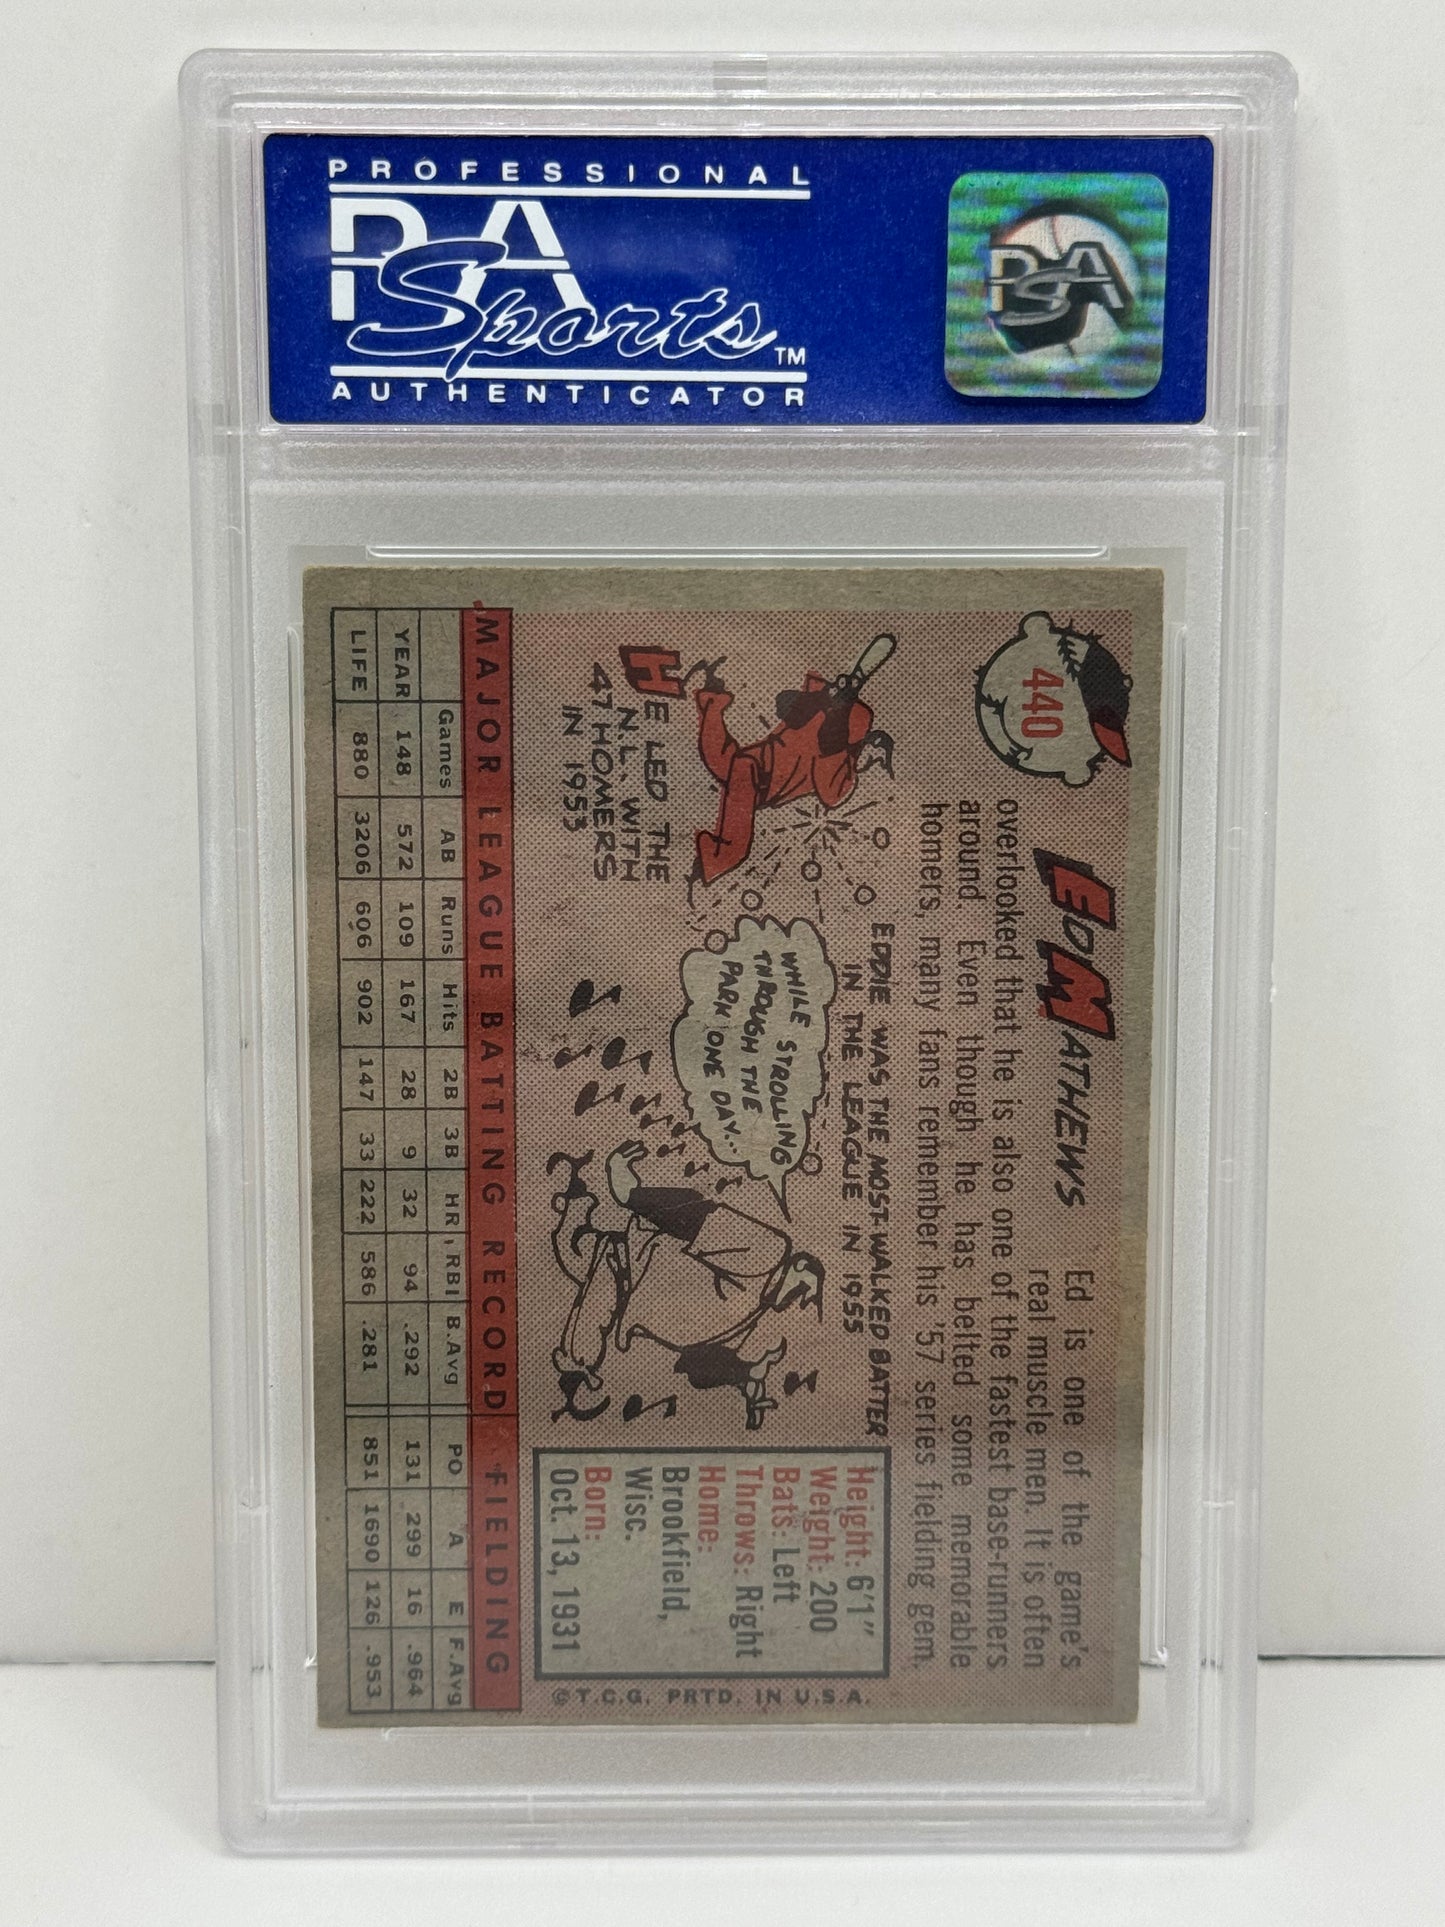 PROFESSIONAL
PSA
Sports™
AUTHENTICATOR
PSA
440
ED MATHEWS
Ed is one of the game's
real muscle men. It is often
overlooked that he is also one of the fastest base-runners
around. Even though he has belted some memorable
homers, many fans remember his '57 series fielding gem.
HE LED THE
N.L. WITH
47 HOMERS
IN 1953
EDDIE WAS THE MOST-WALKED BATTER
IN THE LEAGUE IN 1955
WHILE STROLLING
THROUGH THE
PARK ONE DAY...
Height: 6'1"
Weight: 200
Bats: Left
Throws: Right
Home:
Brookfield,
Wisc.
Born:
Oct. 13, 1931
© T.C.G. PRTD. IN U.S.A.
MAJOR LEAGUE BATTING RECORD FIELDING
Games AB Runs Hits 2B 3B HR RBI B.Avg PO A E F.Avg
YEAR 148 572 109 167 28 9 32 94 .292 131 299 16 .964
LIFE 880 3206 606 902 147 33 222 586 .281 851 1690 126 .953